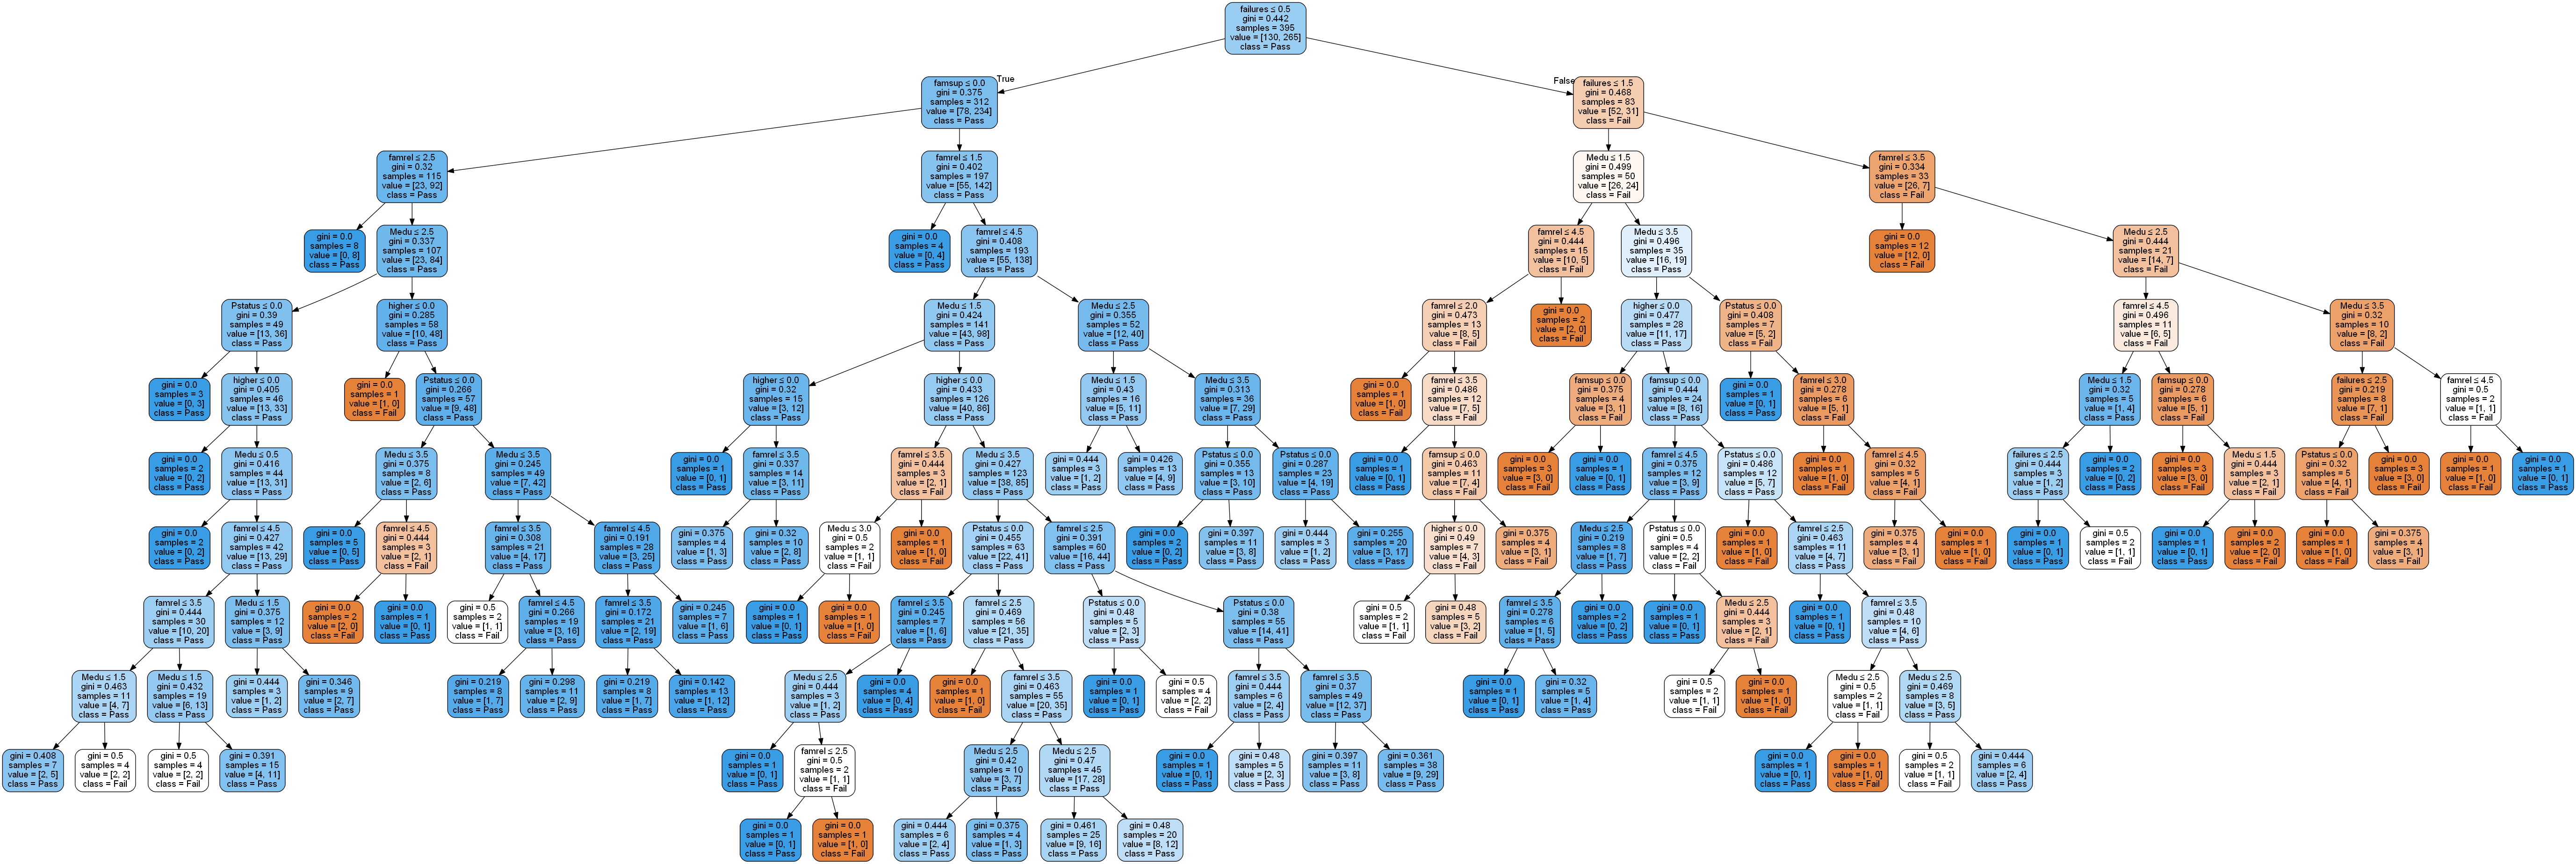 failures ≤ 0.5
gini = 0.442
samples = 395
value = [130, 265]
class = Pass
True
False
famsup ≤ 0.0
gini = 0.375
samples = 312
value = [78, 234]
class = Pass
failures ≤ 1.5
gini = 0.468
samples = 83
value = [52, 31]
class = Fail
famrel ≤ 2.5
gini = 0.32
samples = 115
value = [23, 92]
class = Pass
famrel ≤ 1.5
gini = 0.402
samples = 197
value = [55, 142]
class = Pass
Medu ≤ 1.5
gini = 0.499
samples = 50
value = [26, 24]
class = Fail
famrel ≤ 3.5
gini = 0.334
samples = 33
value = [26, 7]
class = Fail
gini = 0.0
samples = 8
value = [0, 8]
class = Pass
Medu ≤ 2.5
gini = 0.337
samples = 107
value = [23, 84]
class = Pass
gini = 0.0
samples = 4
value = [0, 4]
class = Pass
famrel ≤ 4.5
gini = 0.408
samples = 193
value = [55, 138]
class = Pass
famrel ≤ 4.5
gini = 0.444
samples = 15
value = [10, 5]
class = Fail
Medu ≤ 3.5
gini = 0.496
samples = 35
value = [16, 19]
class = Pass
gini = 0.0
samples = 12
value = [12, 0]
class = Fail
Medu ≤ 2.5
gini = 0.444
samples = 21
value = [14, 7]
class = Fail
Pstatus ≤ 0.0
gini = 0.39
samples = 49
value = [13, 36]
class = Pass
higher ≤ 0.0
gini = 0.285
samples = 58
value = [10, 48]
class = Pass
Medu ≤ 1.5
gini = 0.424
samples = 141
value = [43, 98]
class = Pass
Medu ≤ 2.5
gini = 0.355
samples = 52
value = [12, 40]
class = Pass
famrel ≤ 2.0
gini = 0.473
samples = 13
value = [8, 5]
class = Fail
gini = 0.0
samples = 2
value = [2, 0]
class = Fail
higher ≤ 0.0
gini = 0.477
samples = 28
value = [11, 17]
class = Pass
Pstatus ≤ 0.0
gini = 0.408
samples = 7
value = [5, 2]
class = Fail
famrel ≤ 4.5
gini = 0.496
samples = 11
value = [6, 5]
class = Fail
Medu ≤ 3.5
gini = 0.32
samples = 10
value = [8, 2]
class = Fail
gini = 0.0
samples = 3
value = [0, 3]
class = Pass
higher ≤ 0.0
gini = 0.405
samples = 46
value = [13, 33]
class = Pass
gini = 0.0
samples = 1
value = [1, 0]
class = Fail
Pstatus ≤ 0.0
gini = 0.266
samples = 57
value = [9, 48]
class = Pass
higher ≤ 0.0
gini = 0.32
samples = 15
value = [3, 12]
class = Pass
higher ≤ 0.0
gini = 0.433
samples = 126
value = [40, 86]
class = Pass
Medu ≤ 1.5
gini = 0.43
samples = 16
value = [5, 11]
class = Pass
Medu ≤ 3.5
gini = 0.313
samples = 36
value = [7, 29]
class = Pass
gini = 0.0
samples = 1
value = [1, 0]
class = Fail
famrel ≤ 3.5
gini = 0.486
samples = 12
value = [7, 5]
class = Fail
famsup ≤ 0.0
gini = 0.375
samples = 4
value = [3, 1]
class = Fail
famsup ≤ 0.0
gini = 0.444
samples = 24
value = [8, 16]
class = Pass
gini = 0.0
samples = 1
value = [0, 1]
class = Pass
famrel ≤ 3.0
gini = 0.278
samples = 6
value = [5, 1]
class = Fail
Medu ≤ 1.5
gini = 0.32
samples = 5
value = [1, 4]
class = Pass
famsup ≤ 0.0
gini = 0.278
samples = 6
value = [5, 1]
class = Fail
failures ≤ 2.5
gini = 0.219
samples = 8
value = [7, 1]
class = Fail
famrel ≤ 4.5
gini = 0.5
samples = 2
value = [1, 1]
class = Fail
gini = 0.0
samples = 2
value = [0, 2]
class = Pass
Medu ≤ 0.5
gini = 0.416
samples = 44
value = [13, 31]
class = Pass
Medu ≤ 3.5
gini = 0.375
samples = 8
value = [2, 6]
class = Pass
Medu ≤ 3.5
gini = 0.245
samples = 49
value = [7, 42]
class = Pass
gini = 0.0
samples = 1
value = [0, 1]
class = Pass
famrel ≤ 3.5
gini = 0.337
samples = 14
value = [3, 11]
class = Pass
famrel ≤ 3.5
gini = 0.444
samples = 3
value = [2, 1]
class = Fail
Medu ≤ 3.5
gini = 0.427
samples = 123
value = [38, 85]
class = Pass
gini = 0.444
samples = 3
value = [1, 2]
class = Pass
gini = 0.426
samples = 13
value = [4, 9]
class = Pass
Pstatus ≤ 0.0
gini = 0.355
samples = 13
value = [3, 10]
class = Pass
Pstatus ≤ 0.0
gini = 0.287
samples = 23
value = [4, 19]
class = Pass
gini = 0.0
samples = 1
value = [0, 1]
class = Pass
famsup ≤ 0.0
gini = 0.463
samples = 11
value = [7, 4]
class = Fail
gini = 0.0
samples = 3
value = [3, 0]
class = Fail
gini = 0.0
samples = 1
value = [0, 1]
class = Pass
famrel ≤ 4.5
gini = 0.375
samples = 12
value = [3, 9]
class = Pass
Pstatus ≤ 0.0
gini = 0.486
samples = 12
value = [5, 7]
class = Pass
gini = 0.0
samples = 1
value = [1, 0]
class = Fail
famrel ≤ 4.5
gini = 0.32
samples = 5
value = [4, 1]
class = Fail
failures ≤ 2.5
gini = 0.444
samples = 3
value = [1, 2]
class = Pass
gini = 0.0
samples = 2
value = [0, 2]
class = Pass
gini = 0.0
samples = 3
value = [3, 0]
class = Fail
Medu ≤ 1.5
gini = 0.444
samples = 3
value = [2, 1]
class = Fail
Pstatus ≤ 0.0
gini = 0.32
samples = 5
value = [4, 1]
class = Fail
gini = 0.0
samples = 3
value = [3, 0]
class = Fail
gini = 0.0
samples = 1
value = [1, 0]
class = Fail
gini = 0.0
samples = 1
value = [0, 1]
class = Pass
gini = 0.0
samples = 2
value = [0, 2]
class = Pass
famrel ≤ 4.5
gini = 0.427
samples = 42
value = [13, 29]
class = Pass
gini = 0.0
samples = 5
value = [0, 5]
class = Pass
famrel ≤ 4.5
gini = 0.444
samples = 3
value = [2, 1]
class = Fail
famrel ≤ 3.5
gini = 0.308
samples = 21
value = [4, 17]
class = Pass
famrel ≤ 4.5
gini = 0.191
samples = 28
value = [3, 25]
class = Pass
gini = 0.375
samples = 4
value = [1, 3]
class = Pass
gini = 0.32
samples = 10
value = [2, 8]
class = Pass
Medu ≤ 3.0
gini = 0.5
samples = 2
value = [1, 1]
class = Fail
gini = 0.0
samples = 1
value = [1, 0]
class = Fail
Pstatus ≤ 0.0
gini = 0.455
samples = 63
value = [22, 41]
class = Pass
famrel ≤ 2.5
gini = 0.391
samples = 60
value = [16, 44]
class = Pass
gini = 0.0
samples = 2
value = [0, 2]
class = Pass
gini = 0.397
samples = 11
value = [3, 8]
class = Pass
gini = 0.444
samples = 3
value = [1, 2]
class = Pass
gini = 0.255
samples = 20
value = [3, 17]
class = Pass
higher ≤ 0.0
gini = 0.49
samples = 7
value = [4, 3]
class = Fail
gini = 0.375
samples = 4
value = [3, 1]
class = Fail
Medu ≤ 2.5
gini = 0.219
samples = 8
value = [1, 7]
class = Pass
Pstatus ≤ 0.0
gini = 0.5
samples = 4
value = [2, 2]
class = Fail
gini = 0.0
samples = 1
value = [1, 0]
class = Fail
famrel ≤ 2.5
gini = 0.463
samples = 11
value = [4, 7]
class = Pass
gini = 0.375
samples = 4
value = [3, 1]
class = Fail
gini = 0.0
samples = 1
value = [1, 0]
class = Fail
gini = 0.0
samples = 1
value = [0, 1]
class = Pass
gini = 0.5
samples = 2
value = [1, 1]
class = Fail
gini = 0.0
samples = 1
value = [0, 1]
class = Pass
gini = 0.0
samples = 2
value = [2, 0]
class = Fail
gini = 0.0
samples = 1
value = [1, 0]
class = Fail
gini = 0.375
samples = 4
value = [3, 1]
class = Fail
famrel ≤ 3.5
gini = 0.444
samples = 30
value = [10, 20]
class = Pass
Medu ≤ 1.5
gini = 0.375
samples = 12
value = [3, 9]
class = Pass
gini = 0.0
samples = 2
value = [2, 0]
class = Fail
gini = 0.0
samples = 1
value = [0, 1]
class = Pass
gini = 0.5
samples = 2
value = [1, 1]
class = Fail
famrel ≤ 4.5
gini = 0.266
samples = 19
value = [3, 16]
class = Pass
famrel ≤ 3.5
gini = 0.172
samples = 21
value = [2, 19]
class = Pass
gini = 0.245
samples = 7
value = [1, 6]
class = Pass
gini = 0.0
samples = 1
value = [0, 1]
class = Pass
gini = 0.0
samples = 1
value = [1, 0]
class = Fail
famrel ≤ 3.5
gini = 0.245
samples = 7
value = [1, 6]
class = Pass
famrel ≤ 2.5
gini = 0.469
samples = 56
value = [21, 35]
class = Pass
Pstatus ≤ 0.0
gini = 0.48
samples = 5
value = [2, 3]
class = Pass
Pstatus ≤ 0.0
gini = 0.38
samples = 55
value = [14, 41]
class = Pass
gini = 0.5
samples = 2
value = [1, 1]
class = Fail
gini = 0.48
samples = 5
value = [3, 2]
class = Fail
famrel ≤ 3.5
gini = 0.278
samples = 6
value = [1, 5]
class = Pass
gini = 0.0
samples = 2
value = [0, 2]
class = Pass
gini = 0.0
samples = 1
value = [0, 1]
class = Pass
Medu ≤ 2.5
gini = 0.444
samples = 3
value = [2, 1]
class = Fail
gini = 0.0
samples = 1
value = [0, 1]
class = Pass
famrel ≤ 3.5
gini = 0.48
samples = 10
value = [4, 6]
class = Pass
Medu ≤ 1.5
gini = 0.463
samples = 11
value = [4, 7]
class = Pass
Medu ≤ 1.5
gini = 0.432
samples = 19
value = [6, 13]
class = Pass
gini = 0.444
samples = 3
value = [1, 2]
class = Pass
gini = 0.346
samples = 9
value = [2, 7]
class = Pass
gini = 0.219
samples = 8
value = [1, 7]
class = Pass
gini = 0.298
samples = 11
value = [2, 9]
class = Pass
gini = 0.219
samples = 8
value = [1, 7]
class = Pass
gini = 0.142
samples = 13
value = [1, 12]
class = Pass
Medu ≤ 2.5
gini = 0.444
samples = 3
value = [1, 2]
class = Pass
gini = 0.0
samples = 4
value = [0, 4]
class = Pass
gini = 0.0
samples = 1
value = [1, 0]
class = Fail
famrel ≤ 3.5
gini = 0.463
samples = 55
value = [20, 35]
class = Pass
gini = 0.0
samples = 1
value = [0, 1]
class = Pass
gini = 0.5
samples = 4
value = [2, 2]
class = Fail
famrel ≤ 3.5
gini = 0.444
samples = 6
value = [2, 4]
class = Pass
famrel ≤ 3.5
gini = 0.37
samples = 49
value = [12, 37]
class = Pass
gini = 0.0
samples = 1
value = [0, 1]
class = Pass
gini = 0.32
samples = 5
value = [1, 4]
class = Pass
gini = 0.5
samples = 2
value = [1, 1]
class = Fail
gini = 0.0
samples = 1
value = [1, 0]
class = Fail
Medu ≤ 2.5
gini = 0.5
samples = 2
value = [1, 1]
class = Fail
Medu ≤ 2.5
gini = 0.469
samples = 8
value = [3, 5]
class = Pass
gini = 0.408
samples = 7
value = [2, 5]
class = Pass
gini = 0.5
samples = 4
value = [2, 2]
class = Fail
gini = 0.5
samples = 4
value = [2, 2]
class = Fail
gini = 0.391
samples = 15
value = [4, 11]
class = Pass
gini = 0.0
samples = 1
value = [0, 1]
class = Pass
famrel ≤ 2.5
gini = 0.5
samples = 2
value = [1, 1]
class = Fail
Medu ≤ 2.5
gini = 0.42
samples = 10
value = [3, 7]
class = Pass
Medu ≤ 2.5
gini = 0.47
samples = 45
value = [17, 28]
class = Pass
gini = 0.0
samples = 1
value = [0, 1]
class = Pass
gini = 0.48
samples = 5
value = [2, 3]
class = Pass
gini = 0.397
samples = 11
value = [3, 8]
class = Pass
gini = 0.361
samples = 38
value = [9, 29]
class = Pass
gini = 0.0
samples = 1
value = [0, 1]
class = Pass
gini = 0.0
samples = 1
value = [1, 0]
class = Fail
gini = 0.5
samples = 2
value = [1, 1]
class = Fail
gini = 0.444
samples = 6
value = [2, 4]
class = Pass
gini = 0.0
samples = 1
value = [0, 1]
class = Pass
gini = 0.0
samples = 1
value = [1, 0]
class = Fail
gini = 0.444
samples = 6
value = [2, 4]
class = Pass
gini = 0.375
samples = 4
value = [1, 3]
class = Pass
gini = 0.461
samples = 25
value = [9, 16]
class = Pass
gini = 0.48
samples = 20
value = [8, 12]
class = Pass